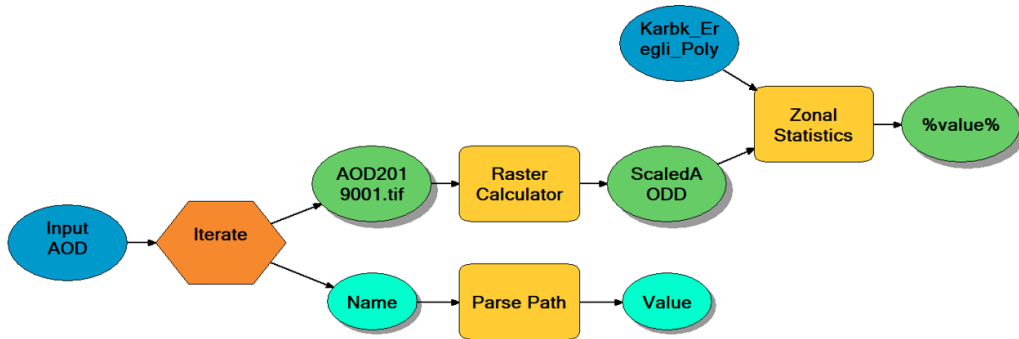 Karbk_Er
egli_Poly
Zonal
Statistics
%value%
AOD201
9001.tif
Raster
Calculator
ScaledA
ODD
Input
AOD
Iterate
Name
Parse Path
Value